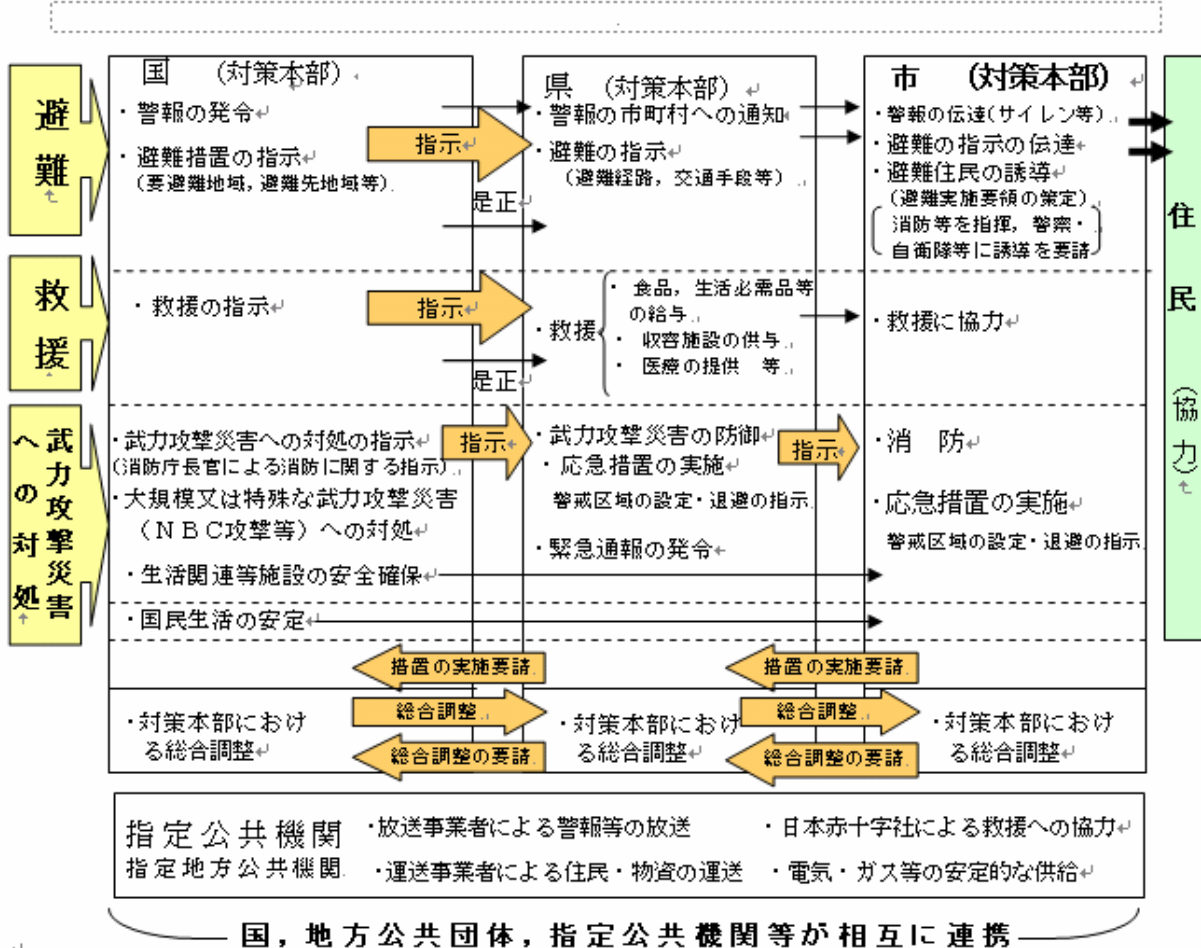 避難
救援
武力攻撃災害
への対処
国 (対策本部)
・警報の発令
・避難措置の指示
(要避難地域，避難先地域等)
指示
是正
県 (対策本部)
・警報の市町村への通知
・避難の指示
(避難経路，交通手段等)
市 (対策本部)
・警報の伝達(サイレン等)
・避難の指示の伝達
・避難住民の誘導
(避難実施要領の策定)
消防等を指揮，警察・
自衛隊等に誘導を要請
住民(協力)
・救援の指示
指示
是正
・救援
・食品，生活必需品等
の給与
・収容施設の供与
・医療の提供 等
・救援に協力
・武力攻撃災害への対処の指示
(消防庁長官による消防に関する指示)
・大規模又は特殊な武力攻撃災害
(ＮＢＣ攻撃等）への対処
指示
・武力攻撃災害の防御
・応急措置の実施
警戒区域の設定・退避の指示
・緊急通報の発令
指示
・消 防
・応急措置の実施
警戒区域の設定・退避の指示
・生活関連等施設の安全確保
・国民生活の安定
措置の実施要請
措置の実施要請
・対策本部におけ
る総合調整
総合調整
総合調整の要請
・対策本部におけ
る総合調整
総合調整
総合調整の要請
・対策本部におけ
る総合調整
指定公共機関
指定地方公共機関
・放送事業者による警報等の放送
・日本赤十字社による救援への協力
・運送事業者による住民・物資の運送
・電気・ガス等の安定的な供給
国，地方公共団体，指定公共機関等が相互に連携